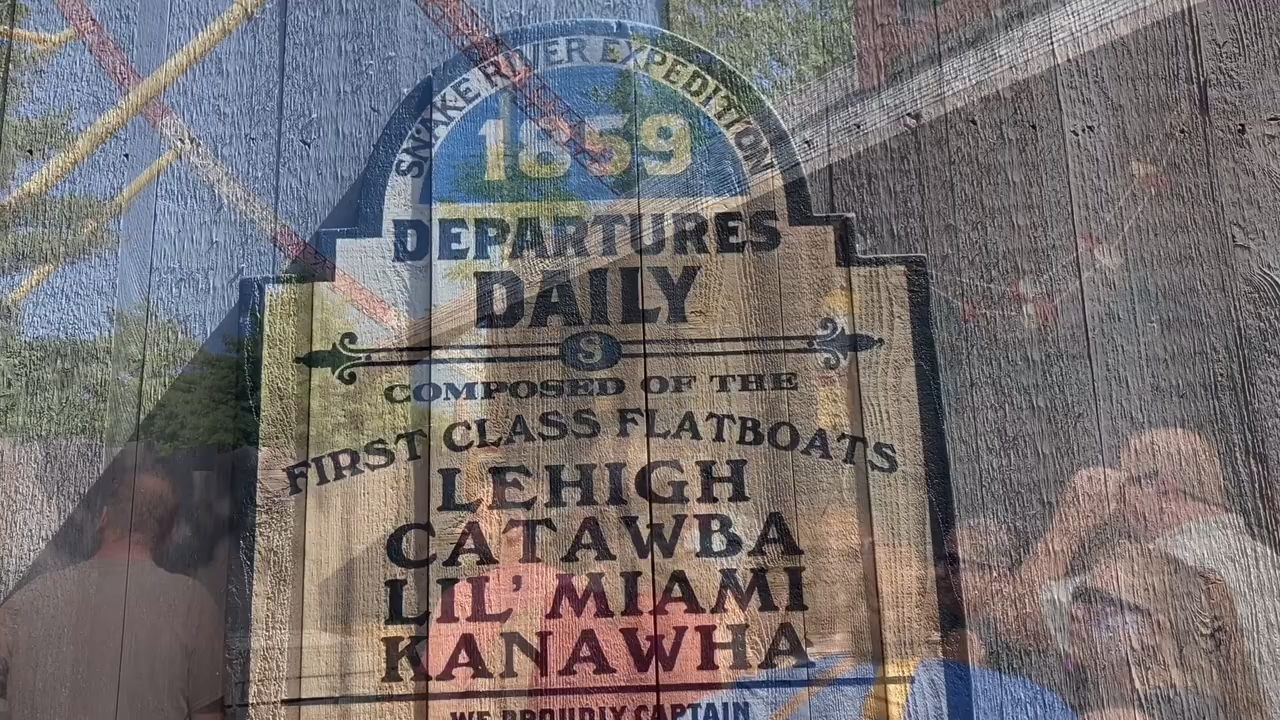 SNAKE RIVER EXPEDITION
1859
DEPARTURES
DAILY
S
COMPOSED OF THE
FIRST CLASS FLATBOATS
LEHIGH
CATAWBA
LIL' MIAMI
KANAWHA
WE PROUDLY CAPTAIN